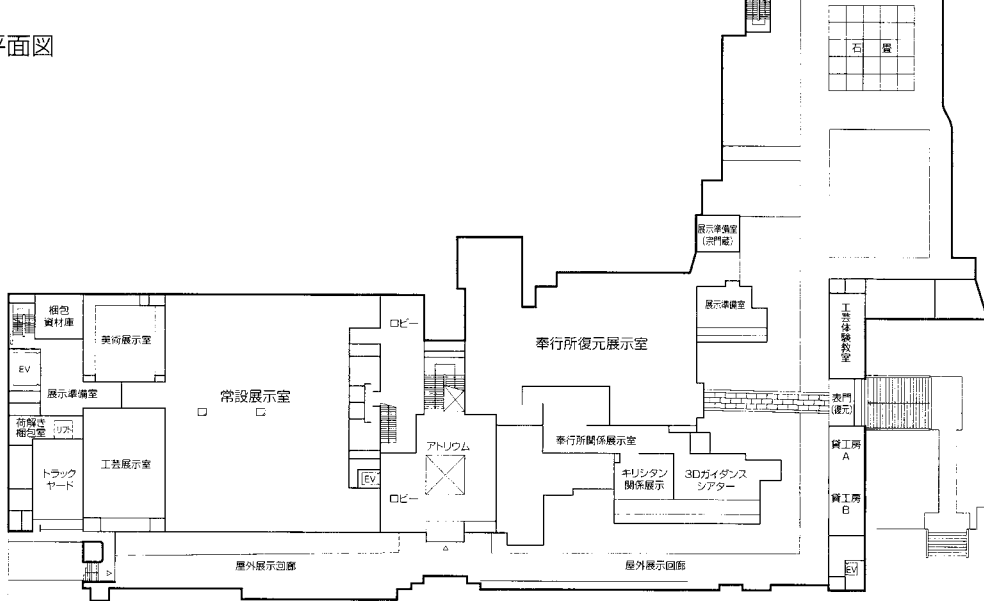 平面図
石畳
展示準備室
(宗門蔵)
展示準備室
梱包
資材庫
美術展示室
ロビー
奉行所復元展示室
工芸体験教室
EV
展示準備室
常設展示室
表門
(復元)
荷解き
梱包室
リフト
アトリウム
奉行所関係展示室
貸工房
A
トラック
ヤード
工芸展示室
EV
ロビー
キリシタン
関係展示
3Dガイダンス
シアター
貸工房
B
屋外展示回廊
屋外展示回廊
EV